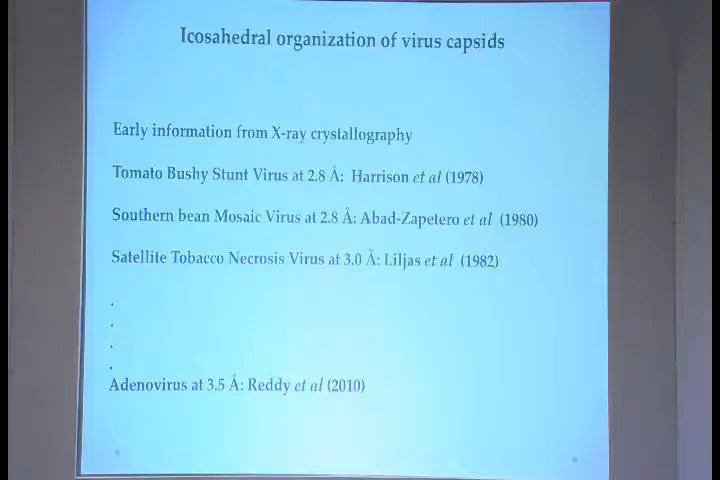 Icosahedral organization of virus capsids
Early information from X-ray crystallography
Tomato Bushy Stunt Virus at 2.8 Å: Harrison et al (1978)
Southern bean Mosaic Virus at 2.8 Å: Abad-Zapetero et al (1980)
Satellite Tobacco Necrosis Virus at 3.0 Å: Liljas et al (1982)
.
.
.
.
Adenovirus at 3.5 Å: Reddy et al (2010)